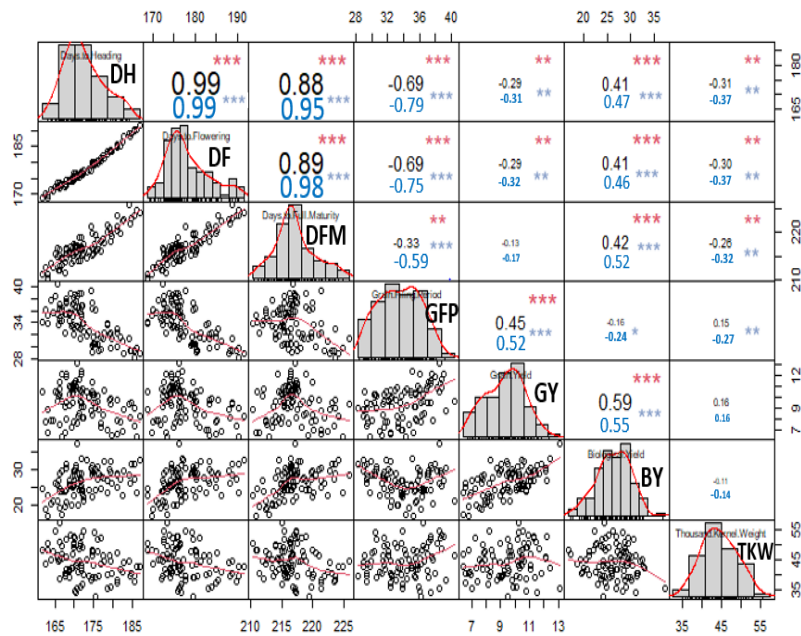 170 180 190
28 32 36 40
20 25 30 35
Days.to.Heading
DH
*** *** *** ** *** **
0.99 0.88 -0.69 -0.29 0.41 -0.31
0.99 *** 0.95 *** -0.79 *** -0.31 ** 0.47 *** -0.37 **
165 180
170 185
Days.to.Flowering
DF
*** *** ** *** **
0.89 -0.69 -0.29 0.41 -0.30
0.98 *** -0.75 *** -0.32 ** 0.46 *** -0.37 **
Days.to.Full.Maturity
DFM
** *** **
-0.33 *** -0.13 0.42 *** -0.26
-0.59 -0.17 0.52 -0.32 **
210 220
28 34 40
GFP
***
0.45 -0.16 0.15
0.52 *** -0.24 * -0.27 **
Grain.Yield
GY
***
0.59 0.16
0.55 *** 0.16
7 9 12
20 30
BY
-0.11
-0.14
Thousand.Kernel.Weight
TKW
35 45 55
165 175 185
210 215 220 225
7 9 11 13
35 45 55